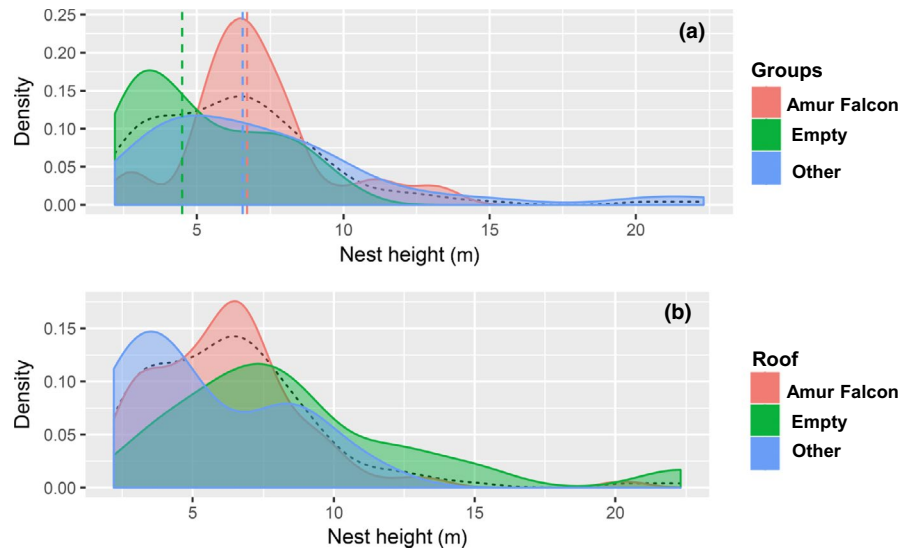 (a)
0.25
0.20
0.15
0.10
0.05
0.00
Density
5
10
15
20
Nest height (m)
Groups
Amur Falcon
Empty
Other
(b)
0.15
0.10
0.05
0.00
Density
5
10
15
20
Nest height (m)
Roof
Amur Falcon
Empty
Other